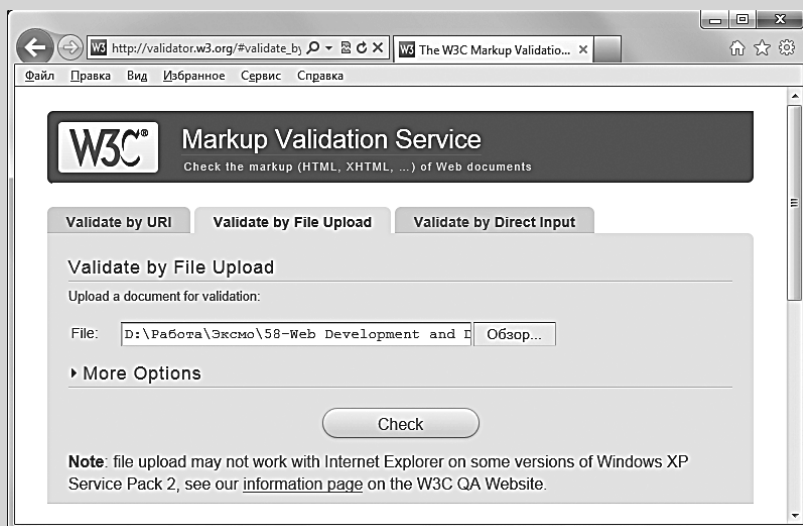 http://validator.w3.org/#validate_by
The W3C Markup Validatio...
Файл Правка Вид Избранное Сервис Справка
W3C®
Markup Validation Service
Check the markup (HTML, XHTML, ...) of Web documents
Validate by URI
Validate by File Upload
Validate by Direct Input
Validate by File Upload
Upload a document for validation:
File: D:\Работа\Эксмо\58-Web Development and D Обзор...
More Options
Check
Note: file upload may not work with Internet Explorer on some versions of Windows XP
Service Pack 2, see our information page on the W3C QA Website.